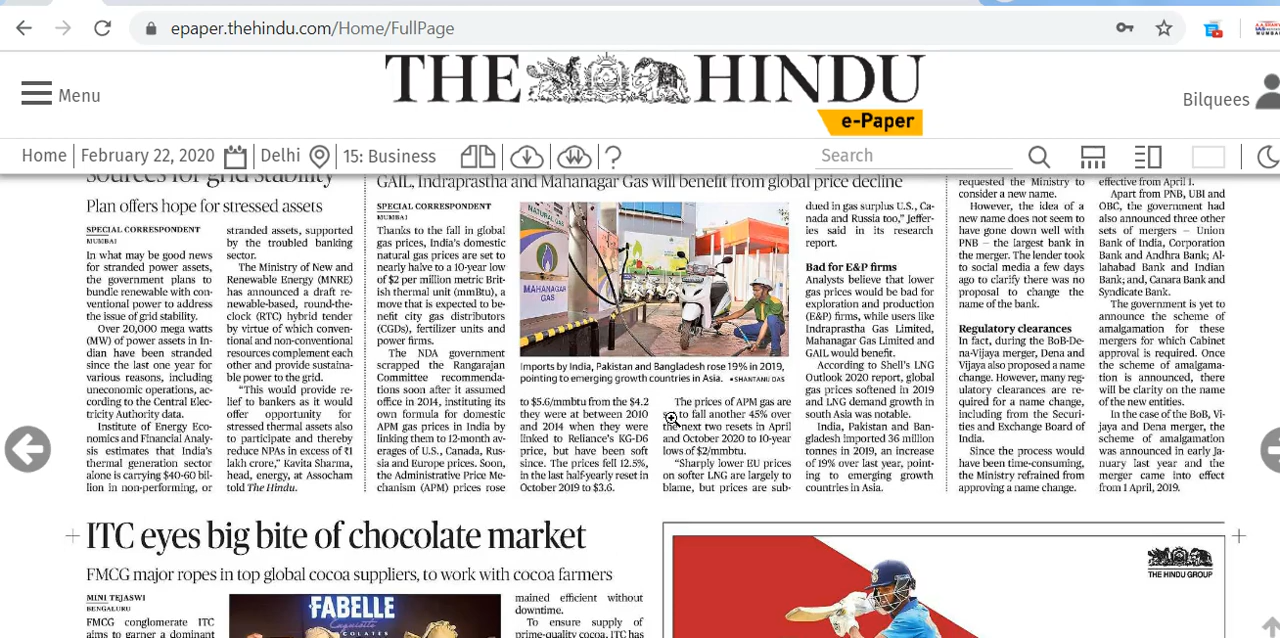 epaper.thehindu.com/Home/FullPage
Menu
THE HINDU
e-Paper
Bilquees
Home
February 22, 2020
Delhi
15: Business
?
Search
sources for grid stability
Plan offers hope for stressed assets
SPECIAL CORRESPONDENT
MUMBAI
In what may be good news
for stranded power assets,
the government plans to
bundle renewable with con-
ventional power to address
the issue of grid stability.
Over 20,000 mega watts
(MW) of power assets in In-
dian have been stranded
since the last one year for
various reasons, including
uneconomic operations, ac-
cording to the Central Elec-
tricity Authority data.
Institute of Energy Eco-
nomics and Financial Analy-
sis estimates that India's
thermal generation sector
alone is carrying $40-60 bil-
lion in non-performing, or
stranded assets, supported
by the troubled banking
sector.
The Ministry of New and
Renewable Energy (MNRE)
has announced a draft re-
newable-based, round-the-
clock (RTC) hybrid tender
by virtue of which conven-
tional and non-conventional
resources complement each
other and provide sustaina-
ble power to the grid.
"This would provide re-
lief to bankers as it would
offer opportunity for
stressed thermal assets also
to participate and thereby
reduce NPAs in excess of ₹1
lakh crore," Kavita Sharma,
head, energy, at Assocham
told The Hindu.
GAIL, Indraprastha and Mahanagar Gas will benefit from global price decline
SPECIAL CORRESPONDENT
MUMBAI
Thanks to the fall in global
gas prices, India's domestic
natural gas prices are set to
nearly halve to a 10-year low
of $2 per million metric Brit-
ish thermal unit (mmBtu), a
move that is expected to be-
nefit city gas distributors
(CGDs), fertilizer units and
power firms.
The NDA government
scrapped the Rangarajan
Committee recommenda-
tions soon after it assumed
office in 2014, instituting its
own formula for domestic
APM gas prices in India by
linking them to 12-month av-
erages of U.S., Canada, Rus-
sia and Europe prices. Soon,
the Administrative Price Me-
chanism (APM) prices rose
NATURAL GAS
MAHANAGAR
GAS
Imports by India, Pakistan and Bangladesh rose 19% in 2019,
pointing to emerging growth countries in Asia. ●SHANTANU DAS
to $5.6/mmbtu from the $4.2
they were at between 2010
and 2014 when they were
linked to Reliance's KG-D6
price, but have been soft
since. The prices fell 12.5%,
in the last half-yearly reset in
October 2019 to $3.6.
The prices of APM gas are
to fall another 45% over
the next two resets in April
and October 2020 to 10-year
lows of $2/mmbtu.
"Sharply lower EU prices
on softer LNG are largely to
blame, but prices are sub-
dued in gas surplus U.S., Ca-
nada and Russia too," Jeffer-
ies said in its research
report.
Bad for E&P firms
Analysts believe that lower
gas prices would be bad for
exploration and production
(E&P) firms, while users like
Indraprastha Gas Limited,
Mahanagar Gas Limited and
GAIL would benefit.
According to Shell's LNG
Outlook 2020 report, global
gas prices softened in 2019
and LNG demand growth in
south Asia was notable.
India, Pakistan and Ban-
gladesh imported 36 million
tonnes in 2019, an increase
of 19% over last year, point-
ing to emerging growth
countries in Asia.
requested the Ministry to
consider a new name.
However, the idea of a
new name does not seem to
have gone down well with
PNB – the largest bank in
the merger. The lender took
to social media a few days
ago to clarify there was no
proposal to change the
name of the bank.
Regulatory clearances
In fact, during the BoB-De-
na-Vijaya merger, Dena and
Vijaya also proposed a name
change. However, many reg-
ulatory clearances are re-
quired for a name change,
including from the Securi-
ties and Exchange Board of
India.
Since the process would
have been time-consuming,
the Ministry refrained from
approving a name change.
effective from April 1.
Apart from PNB, UBI and
OBC, the government had
also announced three other
sets of mergers – Union
Bank of India, Corporation
Bank and Andhra Bank; Al-
lahabad Bank and Indian
Bank; and, Canara Bank and
Syndicate Bank.
The government is yet to
announce the scheme of
amalgamation for these
mergers for which Cabinet
approval is required. Once
the scheme of amalgama-
tion is announced, there
will be clarity on the name
of the new entities.
In the case of the BoB, Vi-
jaya and Dena merger, the
scheme of amalgamation
was announced in early Ja-
nuary last year and the
merger came into effect
from 1 April, 2019.
ITC eyes big bite of chocolate market
FMCG major ropes in top global cocoa suppliers, to work with cocoa farmers
MINI TEJASWI
BENGALURU
FMCG conglomerate ITC
aims to garner a dominant
FABELLE
Exquisite
CHOCOLATES
mained efficient without
downtime.
To ensure supply of
prime-quality cocoa, ITC has
THE HINDU GROUP